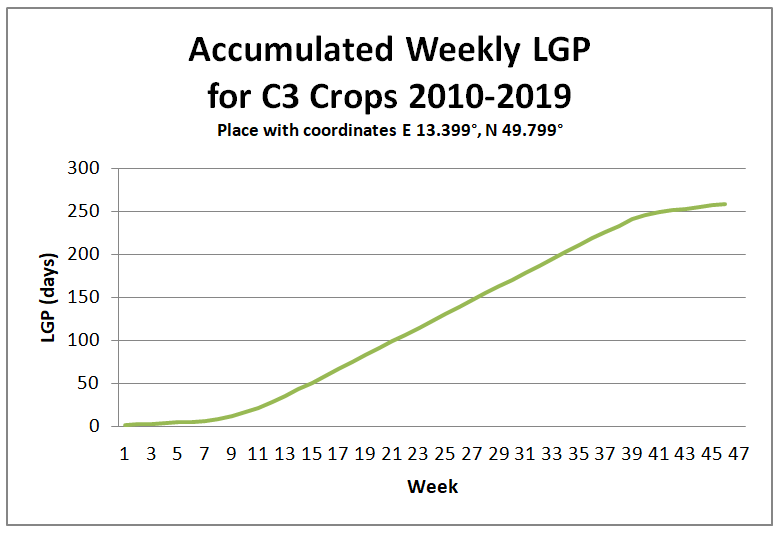 Accumulated Weekly LGP
for C3 Crops 2010-2019
Place with coordinates E 13.399°, N 49.799°
300
250
200
150
100
50
0
LGP (days)
1 3 5 7 9 11 13 15 17 19 21 23 25 27 29 31 33 35 37 39 41 43 45 47
Week